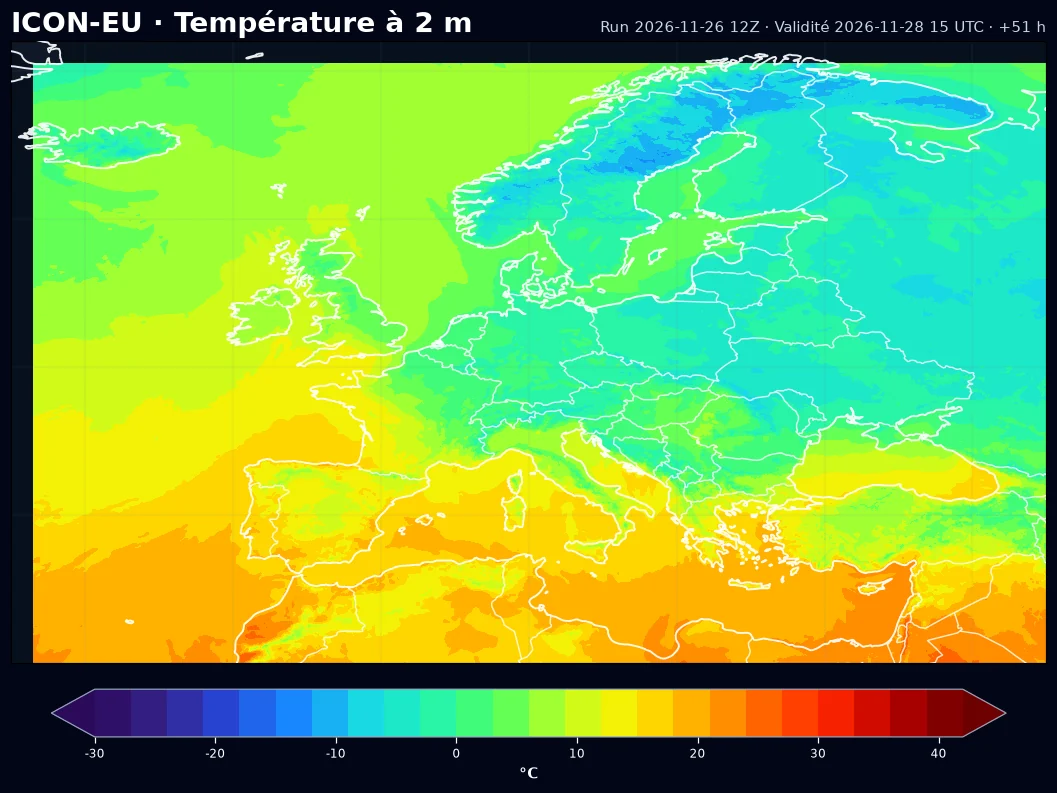 ICON-EU · Température à 2 m
Run 2026-11-26 12Z · Validité 2026-11-28 15 UTC · +51 h
-30 -20 -10 0 10 20 30 40
°C